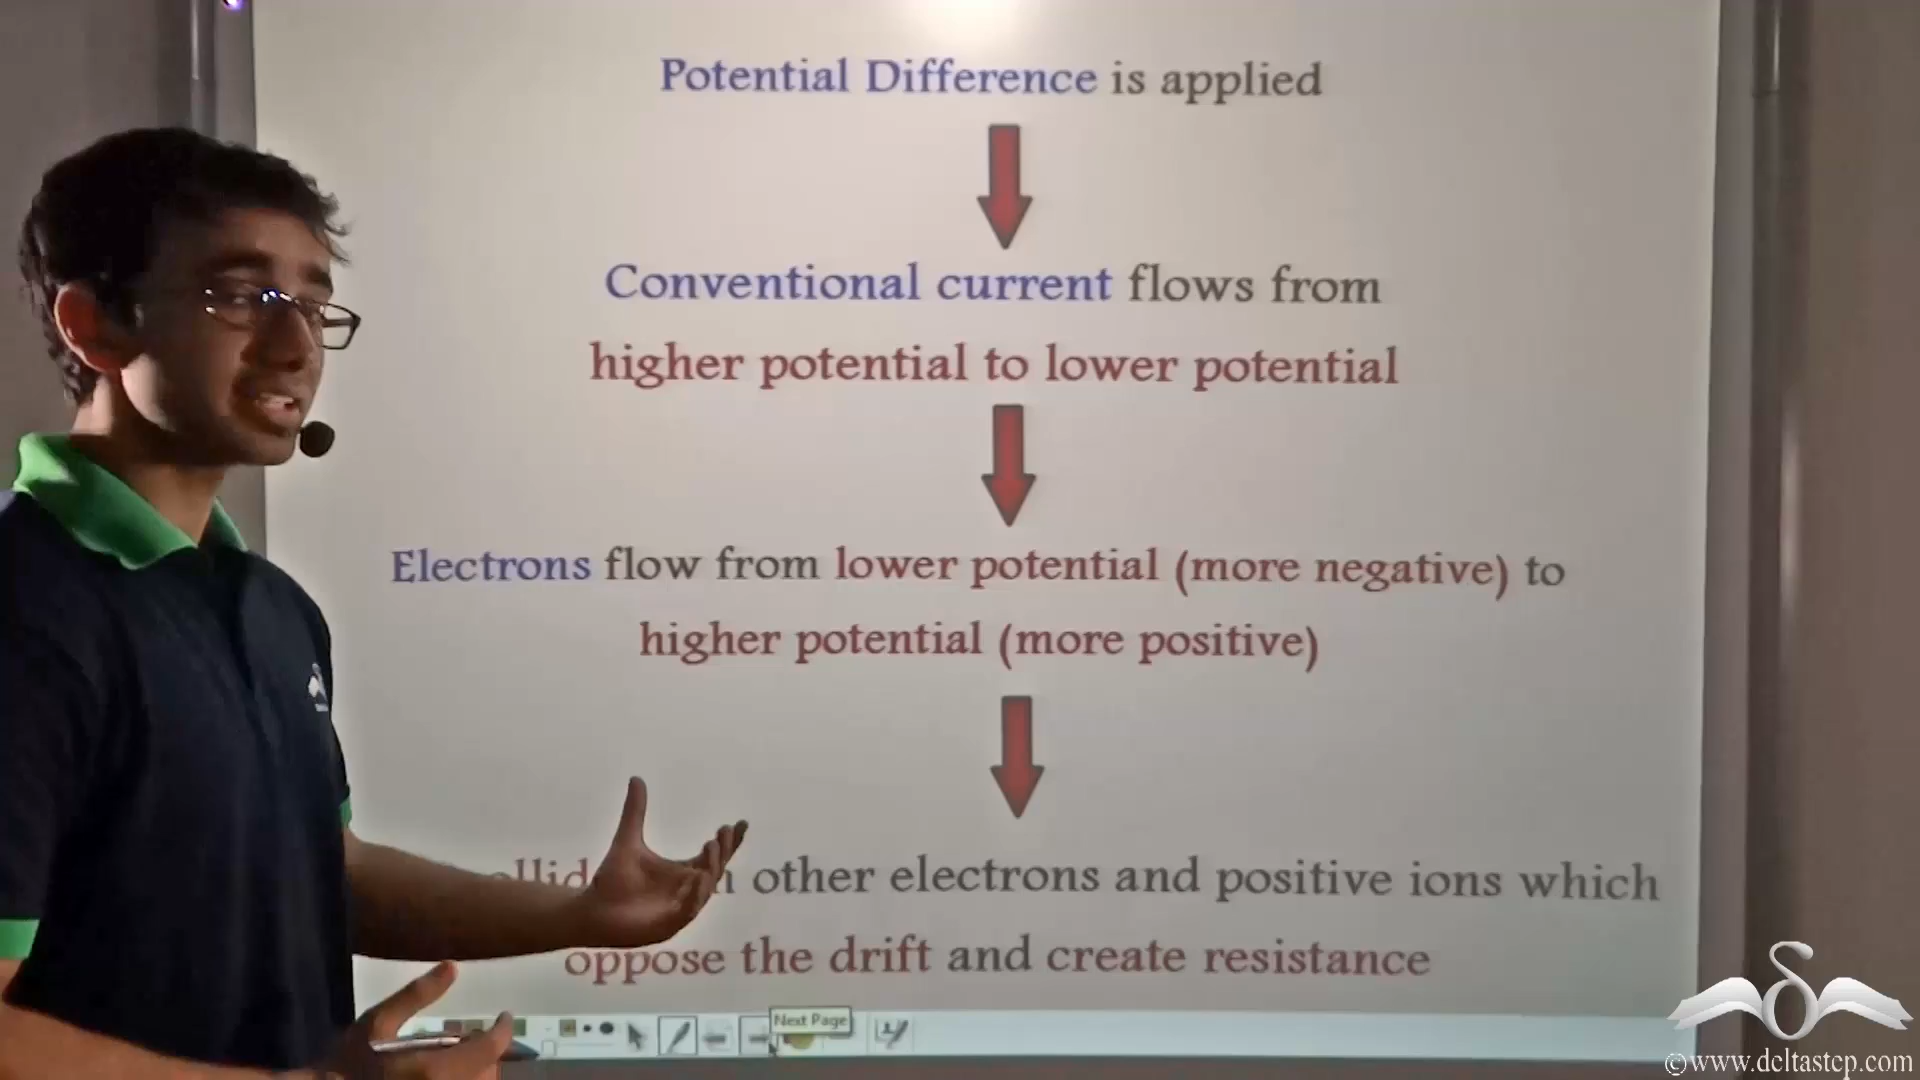 Potential Difference is applied
Conventional current flows from
higher potential to lower potential
Electrons flow from lower potential (more negative) to
higher potential (more positive)
other electrons and positive ions which
oppose the drift and create resistance
Next Page
©www.deltastep.com